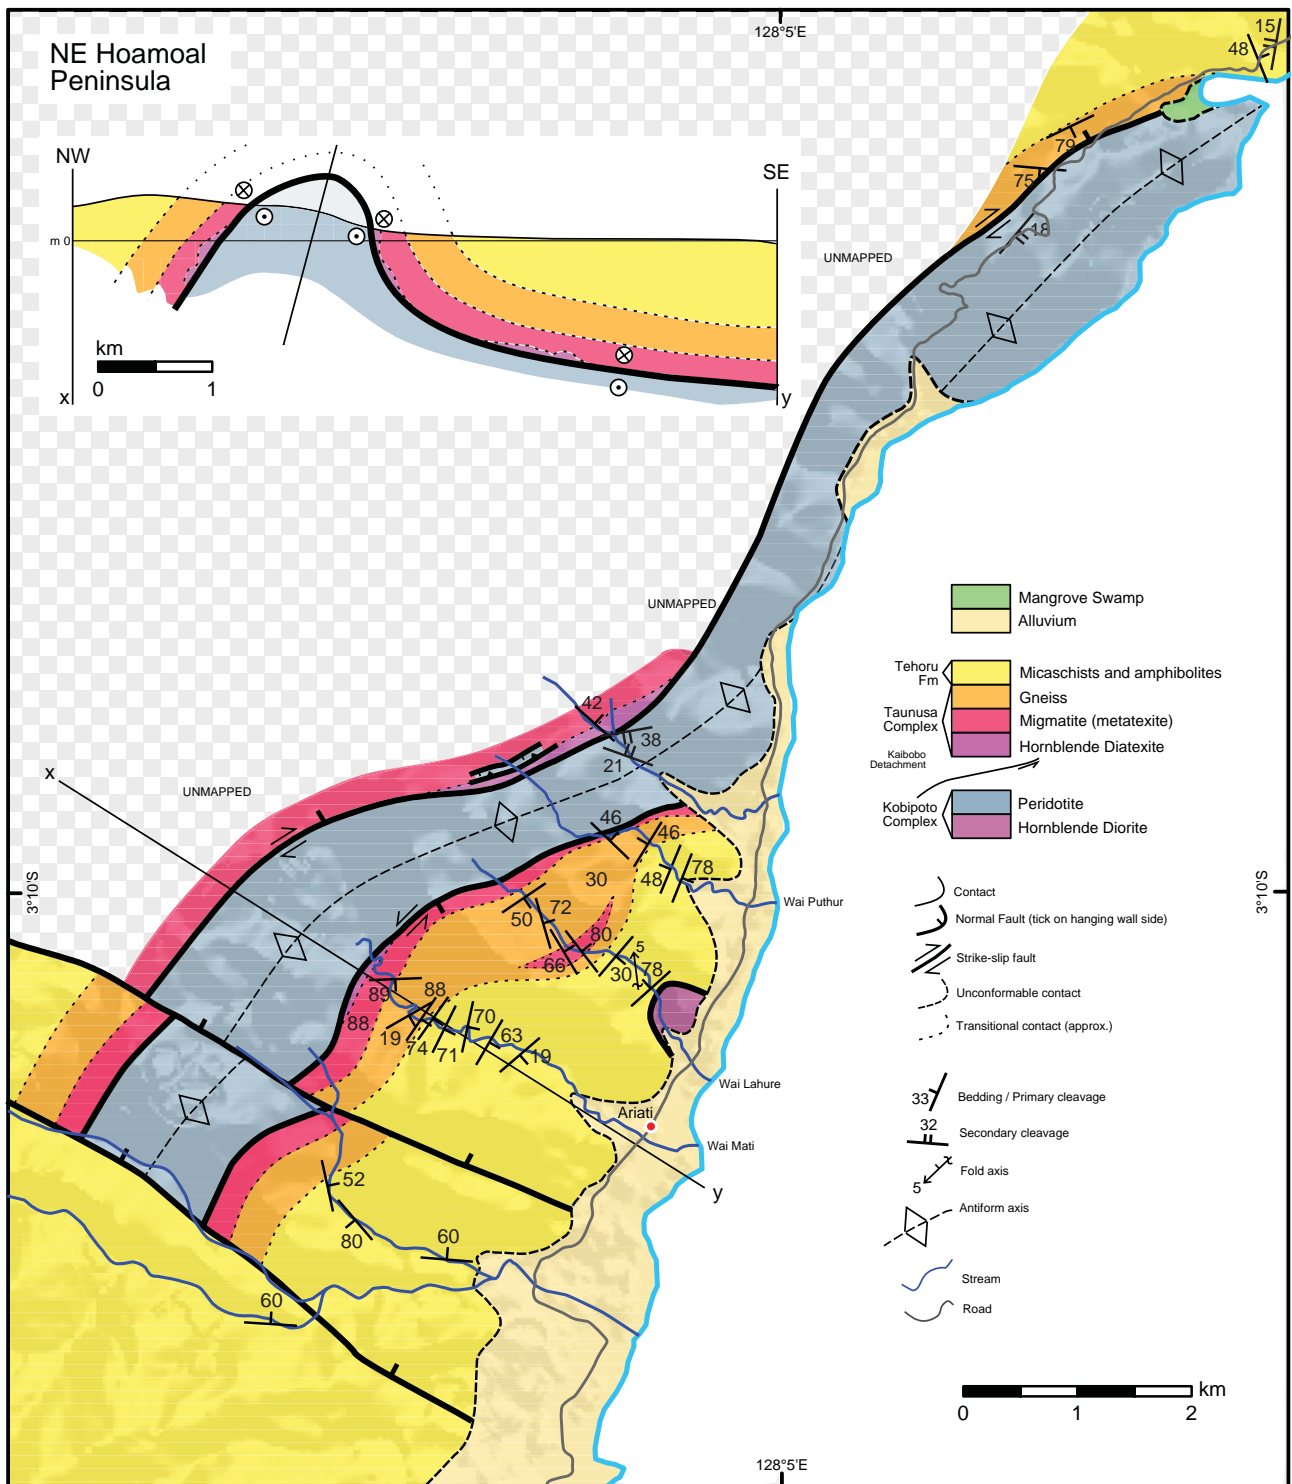 NE Hoamoal
Peninsula
128°5'E
15
48
NW
SE
m 0
km
0 1
x
y
79
75
18
UNMAPPED
UNMAPPED
UNMAPPED
Mangrove Swamp
Alluvium
Tehoru
Fm
Micaschists and amphibolites
Gneiss
Taunusa
Complex
Migmatite (metatexite)
Hornblende Diatexite
Kaibobo
Detachment
Kobipoto
Complex
Peridotite
Hornblende Diorite
Contact
Normal Fault (tick on hanging wall side)
Strike-slip fault
Unconformable contact
Transitional contact (approx.)
33
Bedding / Primary cleavage
32
Secondary cleavage
Fold axis
5
Antiform axis
Stream
Road
km
0 1 2
42
38
21
x
46
46
30
48
78
50
72
80
66
30
5
78
89
88
88
19
74
71
70
63
19
52
80
60
60
Wai Puthur
Wai Lahure
Ariati
Wai Mati
y
3°10'S
3°10'S
128°5'E